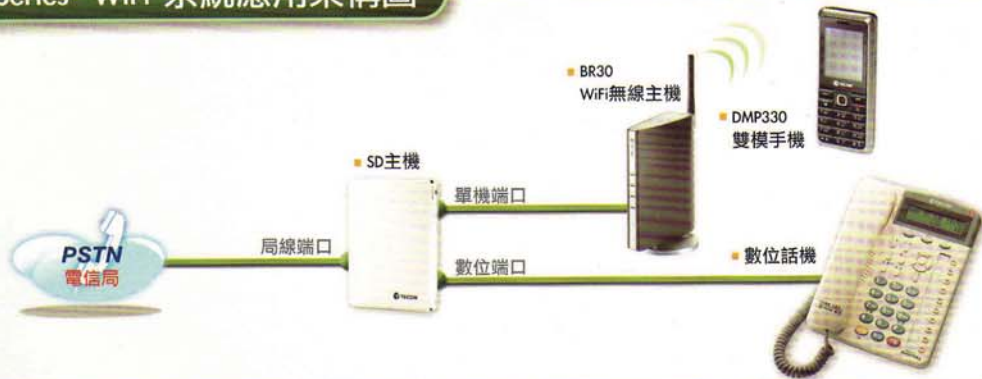 WiFi 系統應用架構圖
BR30
WiFi無線主機
DMP330
雙模手機
SD主機
單機端口
PSTN
電信局
局線端口
數位端口
數位話機
TECOM